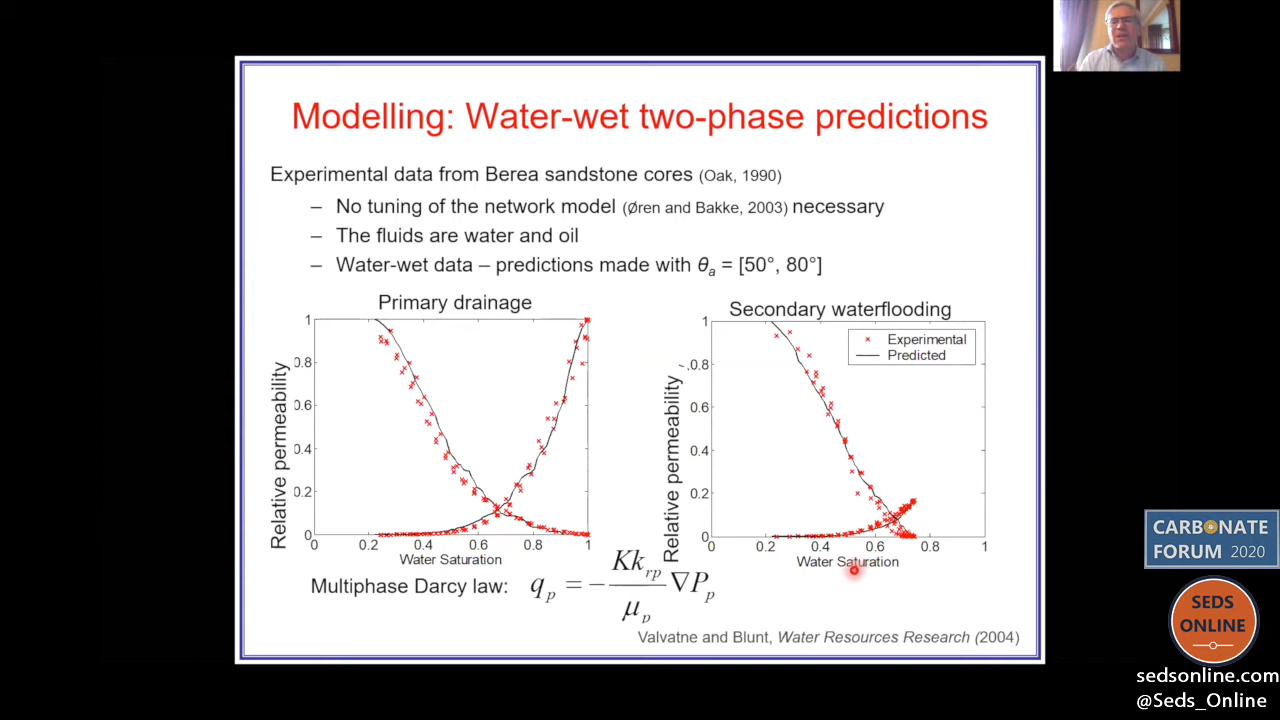 Modelling: Water-wet two-phase predictions
Experimental data from Berea sandstone cores (Oak, 1990)
– No tuning of the network model (Øren and Bakke, 2003) necessary
– The fluids are water and oil
– Water-wet data – predictions made with θa = [50°, 80°]
Primary drainage
1
0.8
0.6
0.4
0.2
0
Relative permeability
0 0.2 0.4 0.6 0.8 1
Water Saturation
Secondary waterflooding
1
0.8
0.6
0.4
0.2
0
Relative permeability
Experimental
Predicted
0 0.2 0.4 0.6 0.8 1
Water Saturation
Multiphase Darcy law: qp = − Kkrp / μp ∇Pp
Valvatne and Blunt, Water Resources Research (2004)
CARBONATE
FORUM 2020
SEDS
ONLINE
sedsonline.com
@Seds_Online